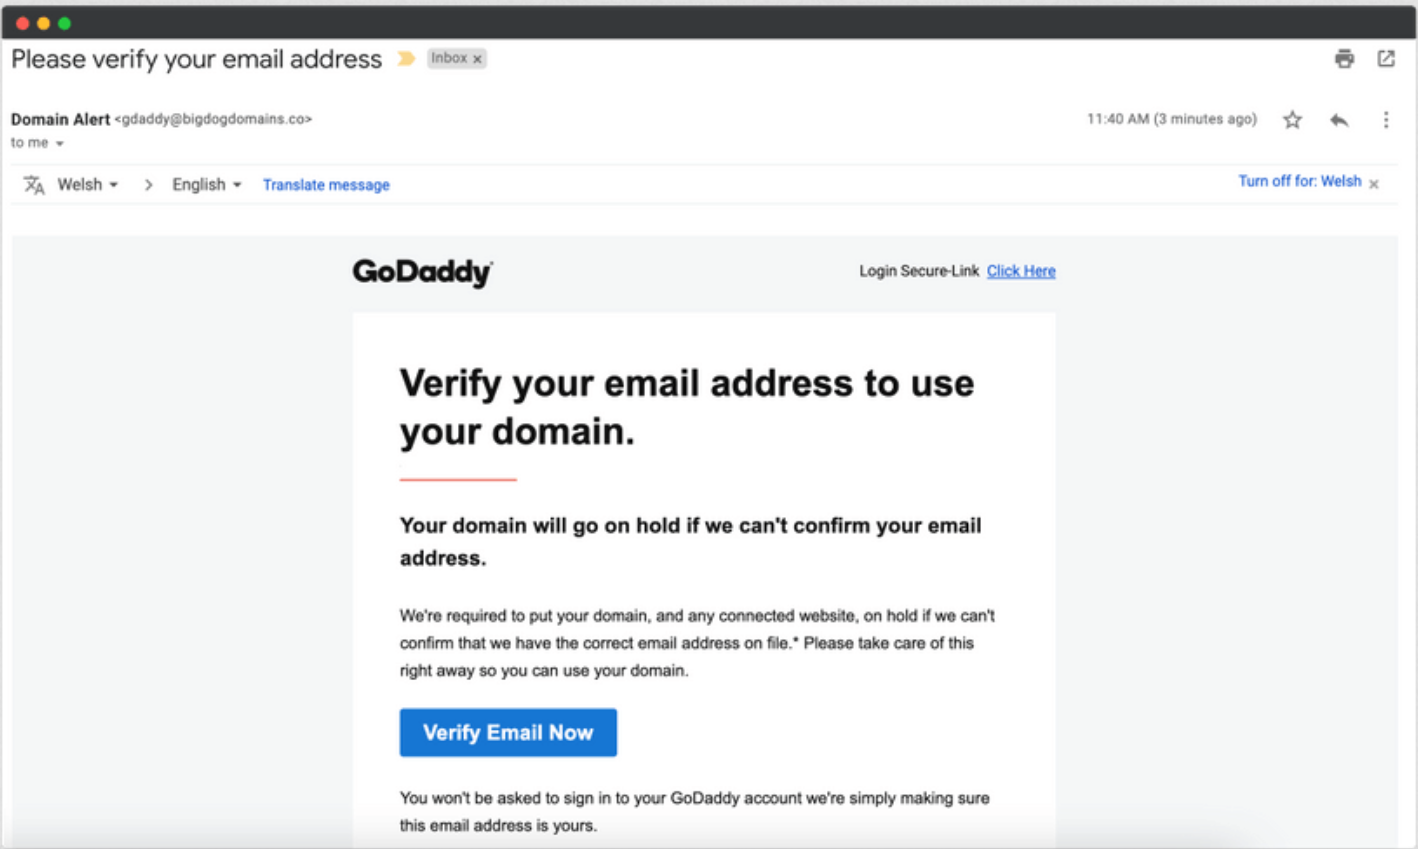 Please verify your email address Inbox x
Domain Alert <gdaddy@bigdogdomains.co> 11:40 AM (3 minutes ago)
to me
Welsh > English Translate message Turn off for: Welsh x
GoDaddy Login Secure-Link Click Here
Verify your email address to use
your domain.
Your domain will go on hold if we can't confirm your email
address.
We're required to put your domain, and any connected website, on hold if we can't
confirm that we have the correct email address on file.* Please take care of this
right away so you can use your domain.
Verify Email Now
You won't be asked to sign in to your GoDaddy account we're simply making sure
this email address is yours.